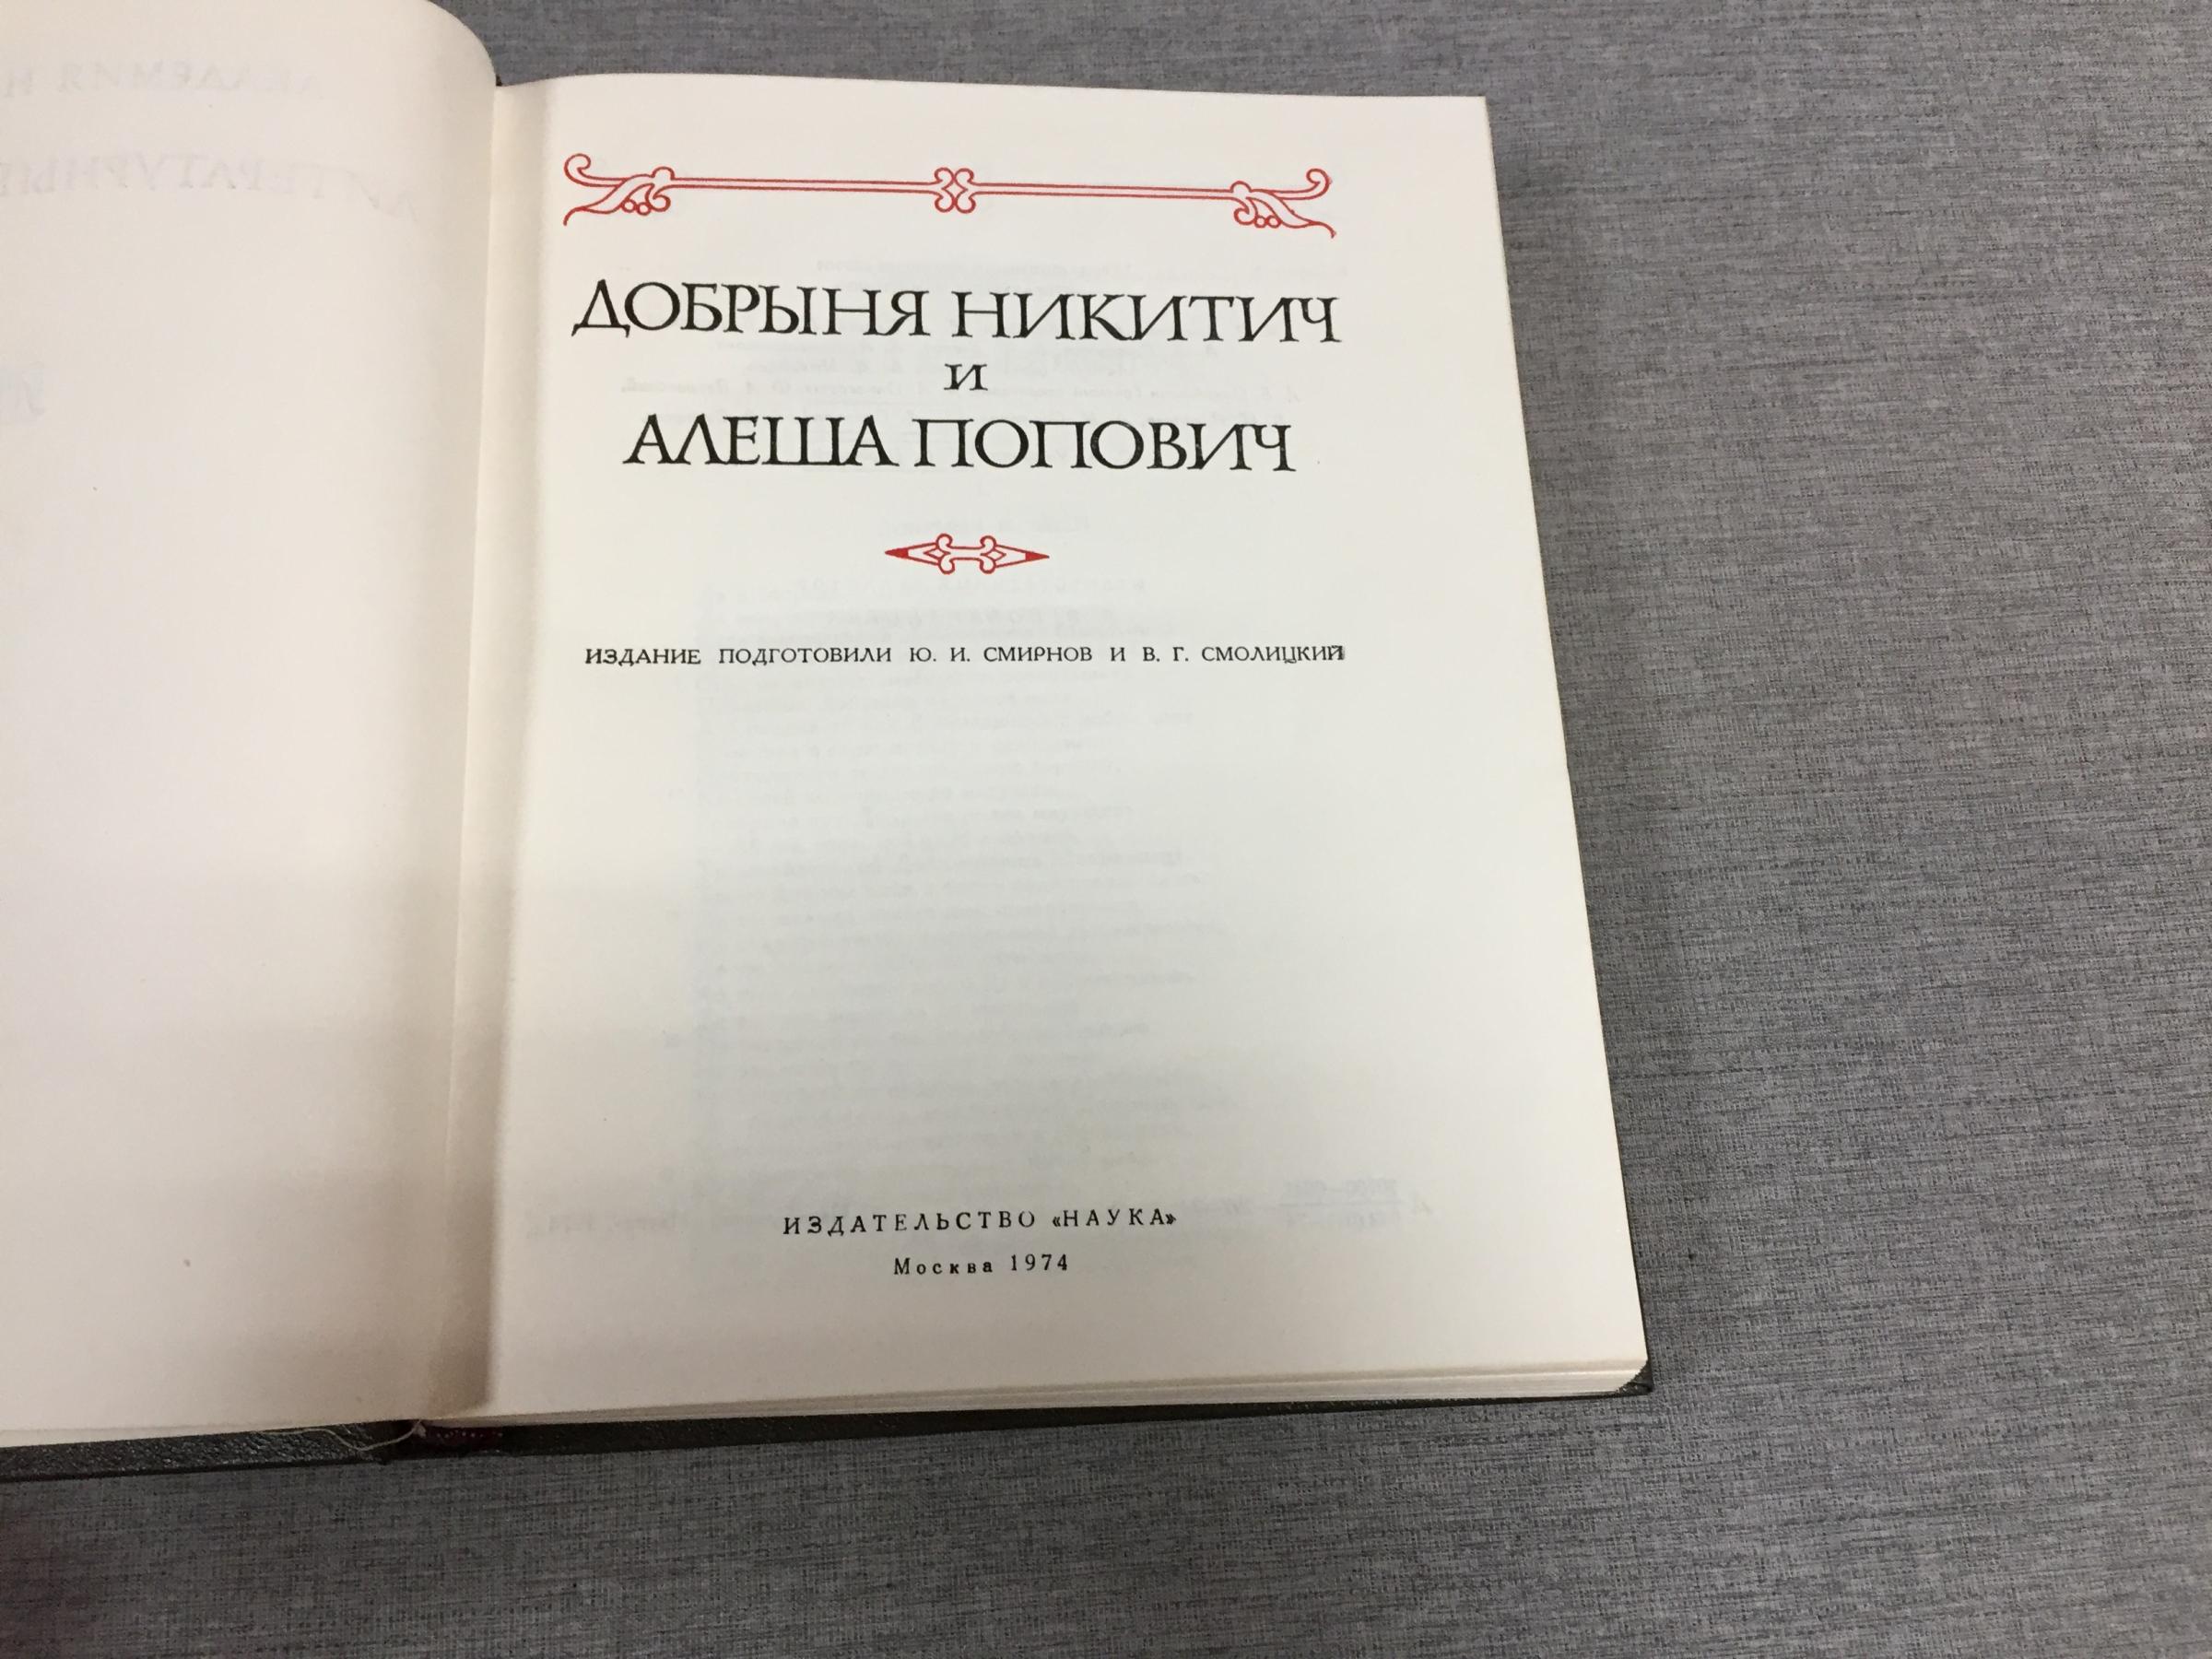 ДОБРЫНЯ НИКИТИЧ
И
АЛЕША ПОПОВИЧ
ИЗДАНИЕ ПОДГОТОВИЛИ Ю. И. СМИРНОВ И В. Г. СМОЛИЦКИЙ
ИЗДАТЕЛЬСТВО «НАУКА»
Москва 1974